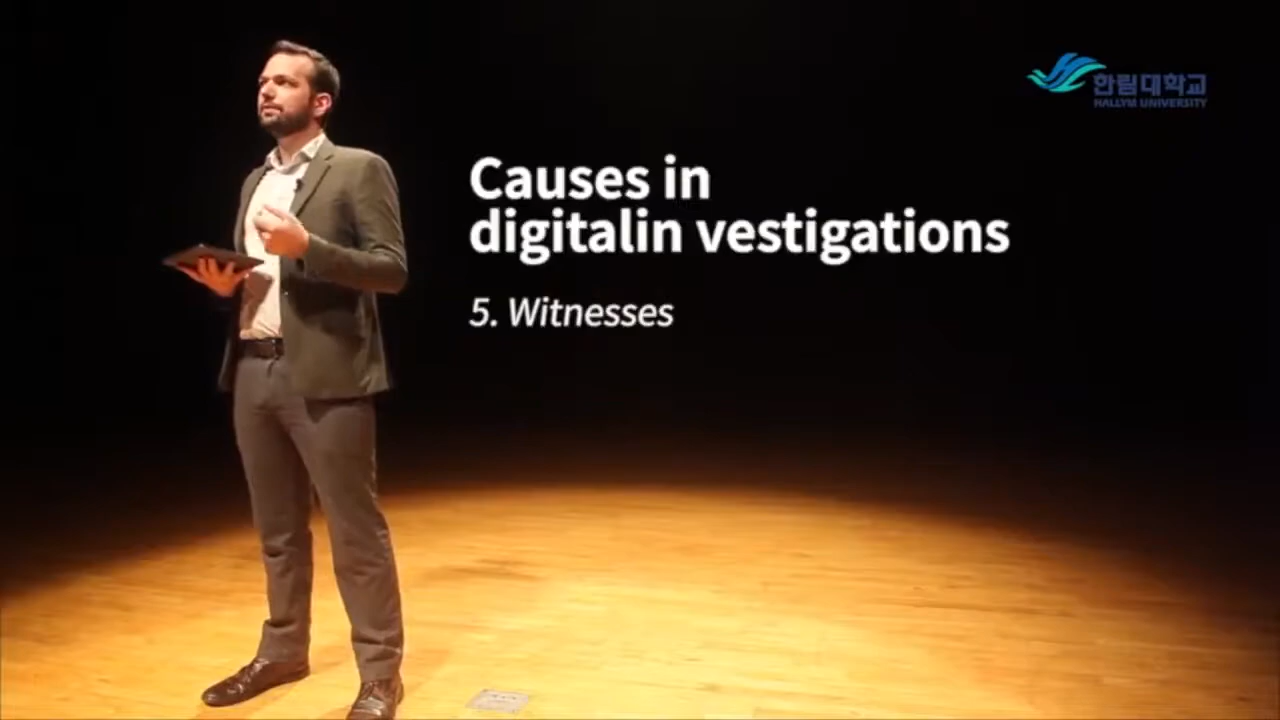 한림대학교
HALLYM UNIVERSITY
Causes in
digitalin vestigations
5. Witnesses